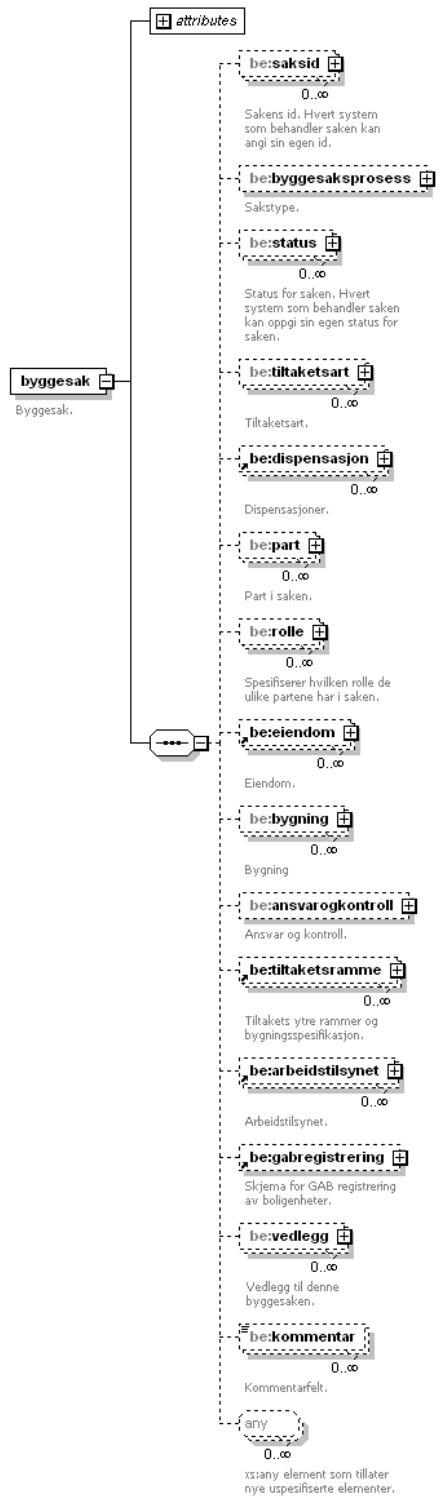 attributes
be:saksid
0..∞
Sakens id. Hvert system
som behandler saken kan
angi sin egen id.
be:byggesaksprosess
Sakstype.
be:status
0..∞
Status for saken. Hvert
system som behandler saken
kan oppgi sin egen status for
saken.
byggesak
Byggesak.
be:tiltaketsart
0..∞
Tiltaketsart.
be:dispensasjon
0..∞
Dispensasjoner.
be:part
0..∞
Part i saken.
be:rolle
0..∞
Spesifiserer hvilken rolle de
ulike partene har i saken.
be:eiendom
0..∞
Eiendom.
be:bygning
0..∞
Bygning
be:ansvarogkontroll
Ansvar og kontroll.
be:tiltaketsramme
0..∞
Tiltakets ytre rammer og
bygningsspesifikasjon.
be:arbeidstilsynet
0..∞
Arbeidstilsynet.
be:gabregistrering
Skjema for GAB registrering
av boligenheter.
be:vedlegg
0..∞
Vedlegg til denne
byggesaken.
be:kommentar
0..∞
Kommentarfelt.
any
0..∞
xs:any element som tillater
nye uspesifiserte elementer.